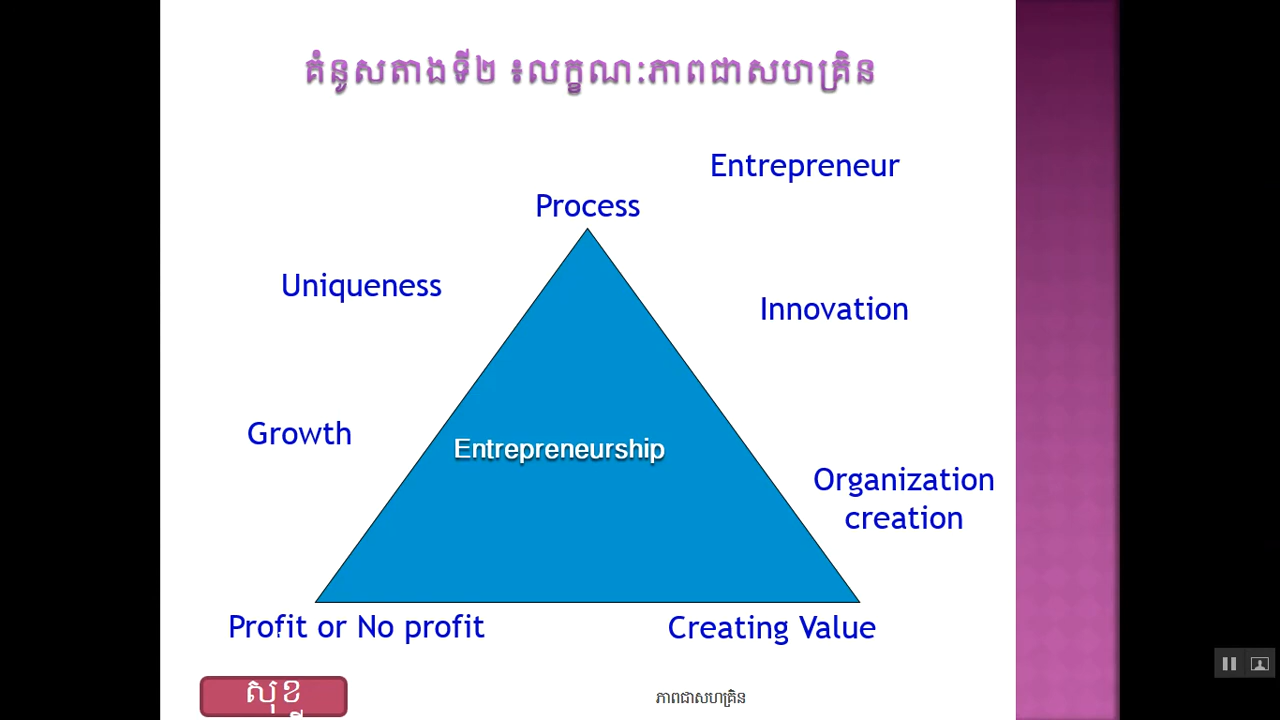 គំនូសតាងទី២ ៖លក្ខណៈភាពជាសហគ្រិន
Entrepreneur
Process
Uniqueness
Innovation
Growth
Entrepreneurship
Organization
creation
Profit or No profit
Creating Value
សុខ
ភាពជាសហគ្រិន